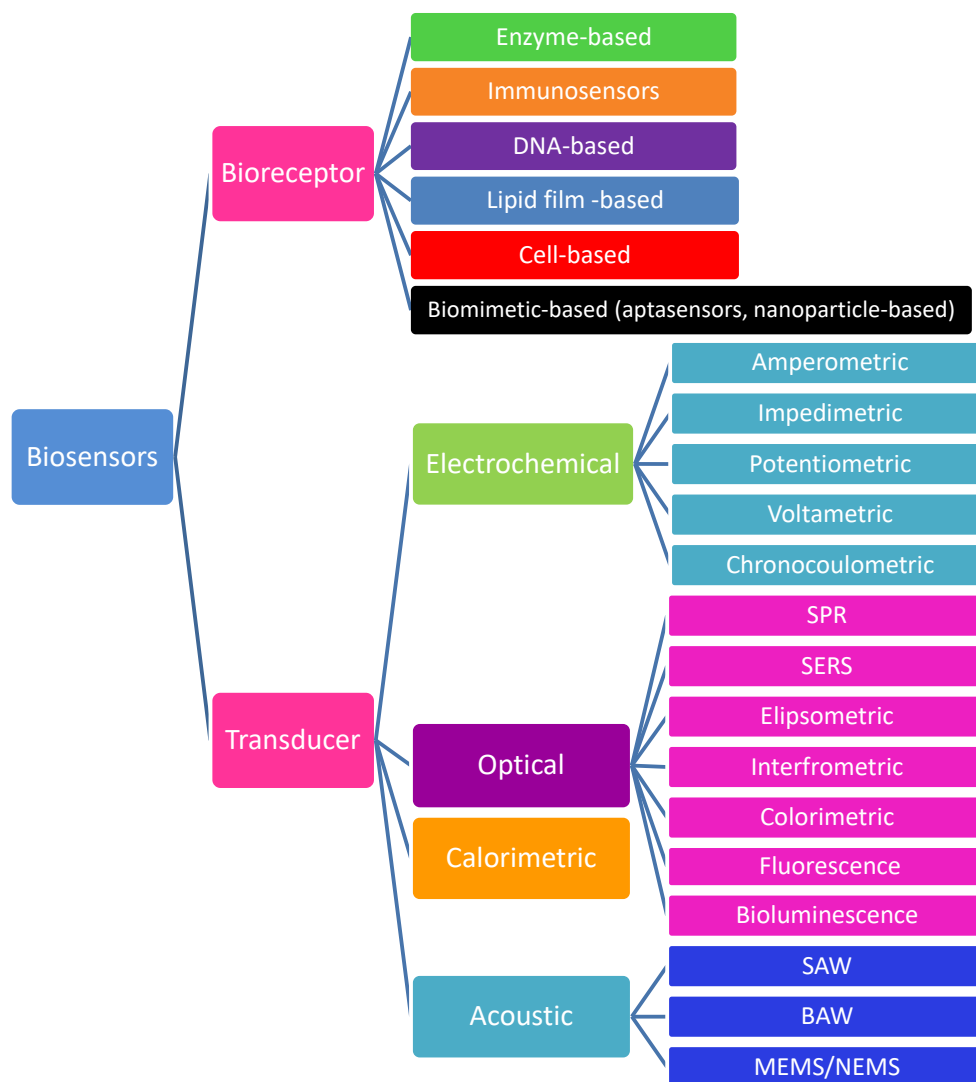 Biosensors
Bioreceptor
Enzyme-based
Immunosensors
DNA-based
Lipid film -based
Cell-based
Biomimetic-based (aptasensors, nanoparticle-based)
Transducer
Electrochemical
Amperometric
Impedimetric
Potentiometric
Voltametric
Chronocoulometric
Optical
SPR
SERS
Elipsometric
Interfrometric
Colorimetric
Fluorescence
Bioluminescence
Calorimetric
Acoustic
SAW
BAW
MEMS/NEMS